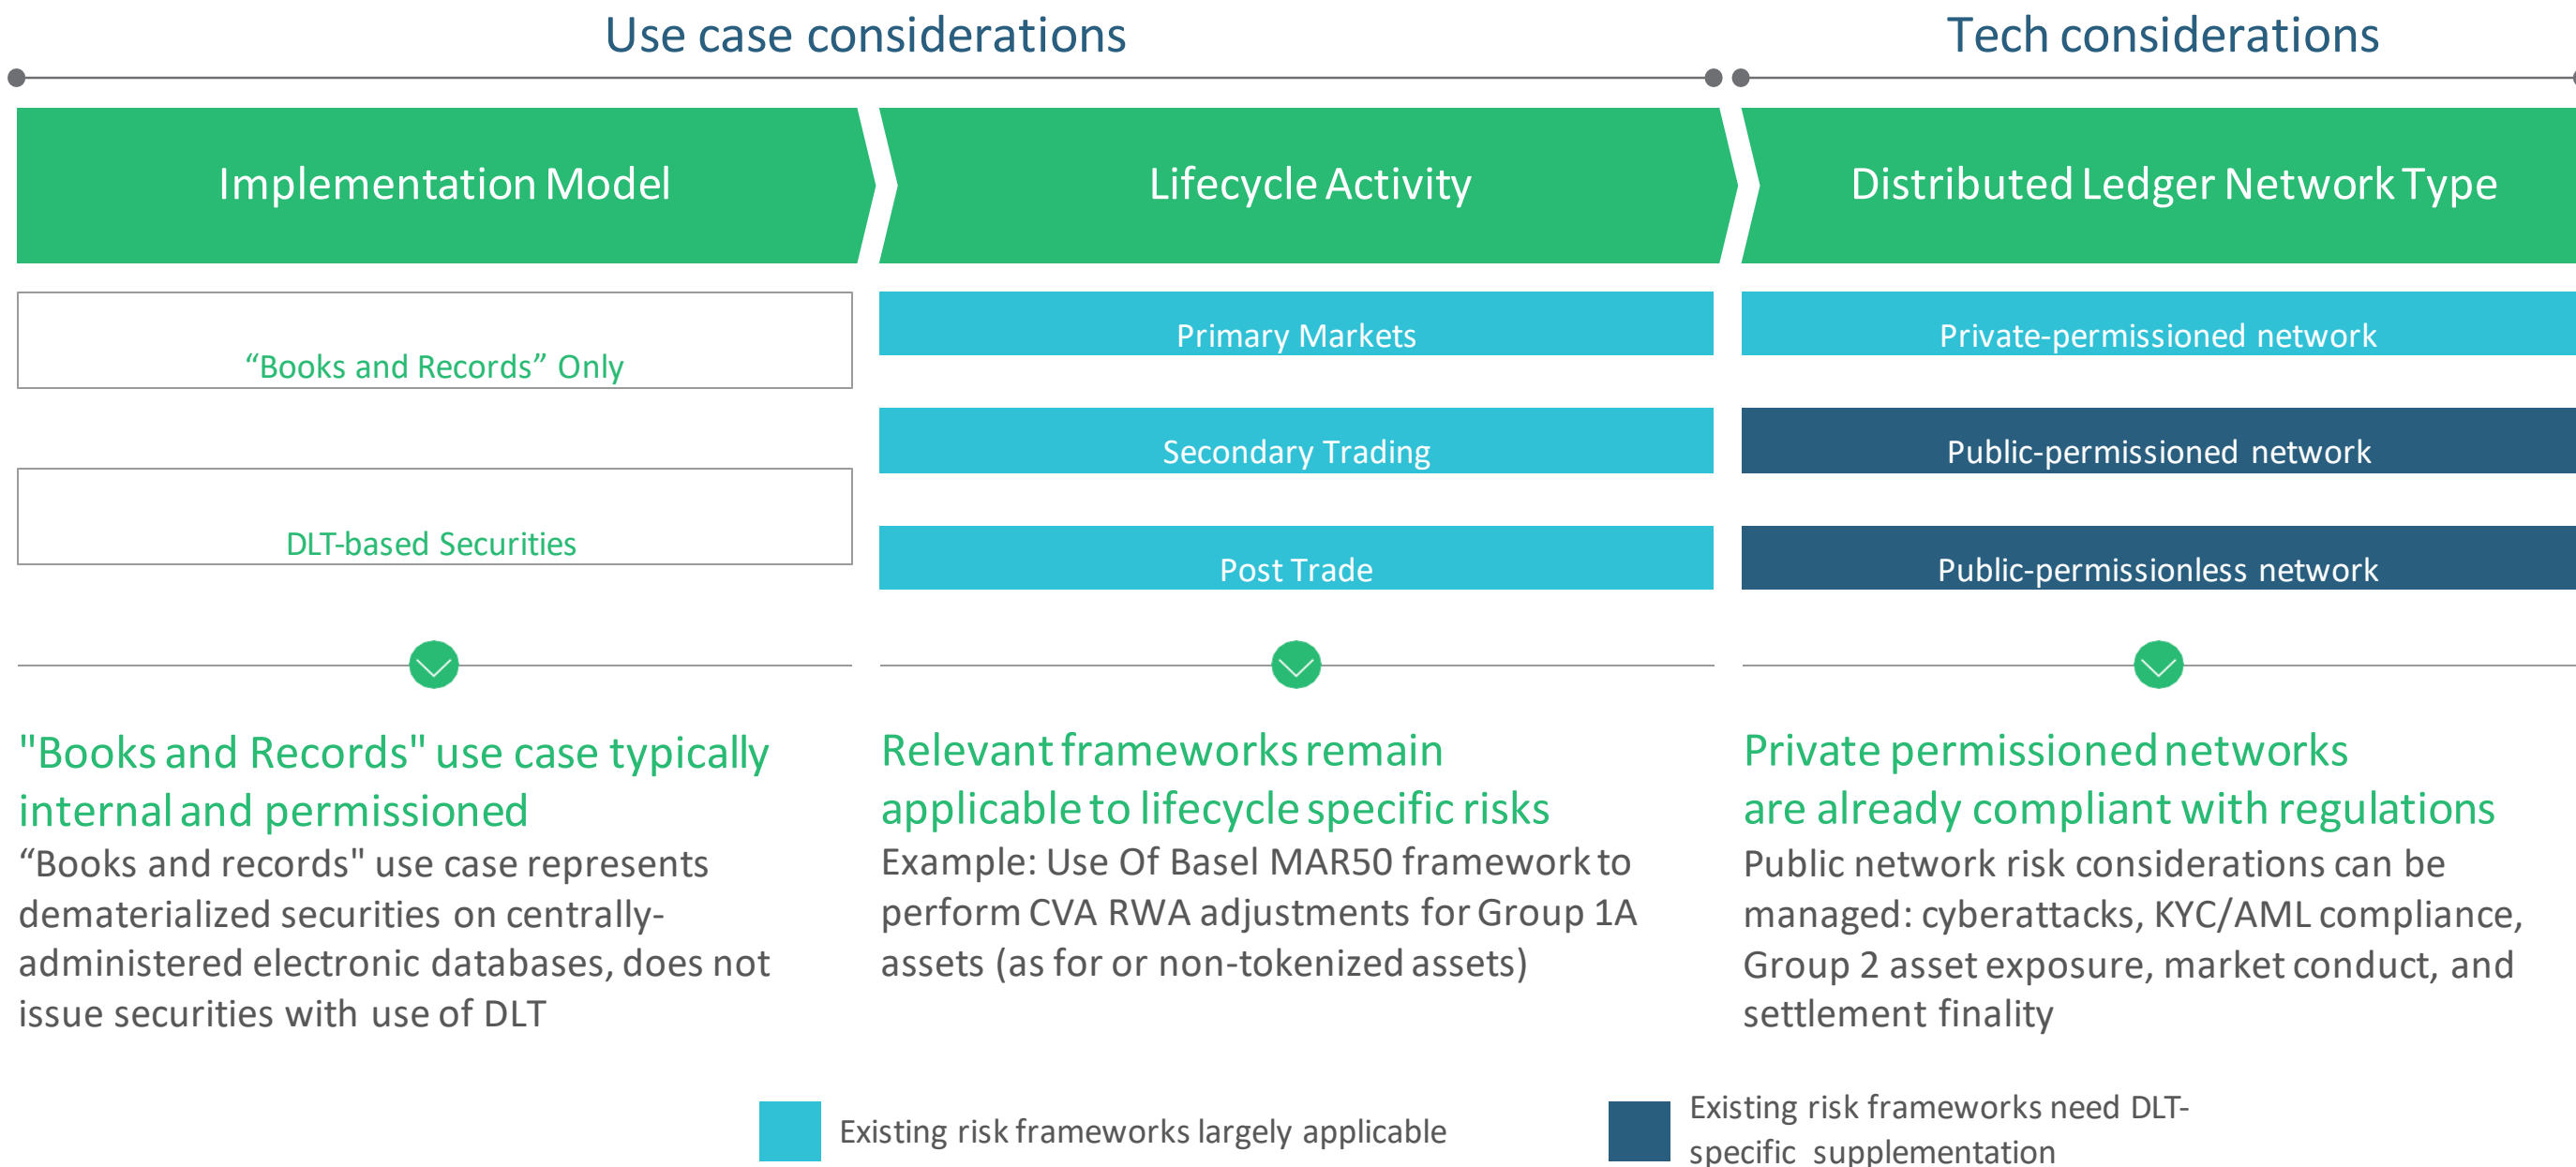 Use case considerations
Tech considerations
Implementation Model
Lifecycle Activity
Distributed Ledger Network Type
“Books and Records” Only
DLT-based Securities
Primary Markets
Secondary Trading
Post Trade
Private-permissioned network
Public-permissioned network
Public-permissionless network
"Books and Records" use case typically
internal and permissioned
“Books and records" use case represents
dematerialized securities on centrally-
administered electronic databases, does not
issue securities with use of DLT
Relevant frameworks remain
applicable to lifecycle specific risks
Example: Use Of Basel MAR50 framework to
perform CVA RWA adjustments for Group 1A
assets (as for or non-tokenized assets)
Private permissioned networks
are already compliant with regulations
Public network risk considerations can be
managed: cyberattacks, KYC/AML compliance,
Group 2 asset exposure, market conduct, and
settlement finality
Existing risk frameworks largely applicable
Existing risk frameworks need DLT-
specific supplementation